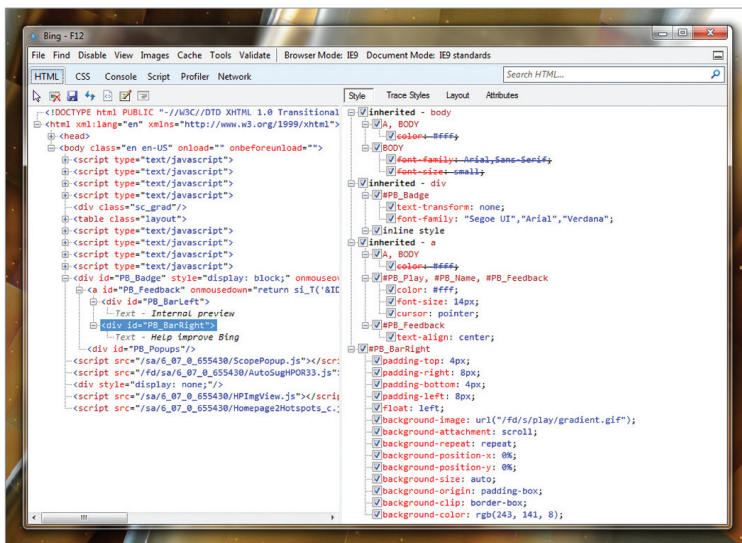 Bing - F12
File Find Disable View Images Cache Tools Validate Browser Mode: IE9 Document Mode: IE9 standards
HTML CSS Console Script Profiler Network Search HTML...
Style Trace Styles Layout Attributes
<!DOCTYPE html PUBLIC "-//W3C//DTD XHTML 1.0 Transitional
<html xml:lang="en" xmlns="http://www.w3.org/1999/xhtml">
<head>
<body class="en en-US" onload="" onbeforeunload="">
<script type="text/javascript">
<script type="text/javascript">
<script type="text/javascript">
<script type="text/javascript">
<div class="sc_grad"/>
<table class="layout">
<script type="text/javascript">
<script type="text/javascript">
<script type="text/javascript">
<script type="text/javascript">
<div id="PB_Badge" style="display: block;" onmouseov
<a id="PB_Feedback" onmousedown="return si_T('&ID
<div id="PB_BarLeft">
Text - Internal preview
<div id="PB_BarRight">
Text - Help improve Bing
<div id="PB_Popups"/>
<script src="/sa/6_07_0_655430/ScopePopup.js"></scri
<script src="/fd/sa/6_07_0_655430/AutoSugHPOR33.js">
<div style="display: none;"/>
<script src="/sa/6_07_0_655430/HPImgView.js"></scrip
<script src="/sa/6_07_0_655430/Homepage2Hotspots_c.j
inherited - body
A, BODY
color: #fff;
BODY
font-family: Arial,Sans-Serif;
font-size: small;
inherited - div
#PB_Badge
text-transform: none;
font-family: "Segoe UI","Arial","Verdana";
inline style
inherited - a
A, BODY
color: #fff;
#PB_Play, #PB_Name, #PB_Feedback
color: #fff;
font-size: 14px;
cursor: pointer;
#PB_Feedback
text-align: center;
#PB_BarRight
padding-top: 4px;
padding-right: 8px;
padding-bottom: 4px;
padding-left: 8px;
float: left;
background-image: url("/fd/s/play/gradient.gif");
background-attachment: scroll;
background-repeat: repeat;
background-position-x: 0%;
background-position-y: 0%;
background-size: auto;
background-origin: padding-box;
background-clip: border-box;
background-color: rgb(243, 141, 8);